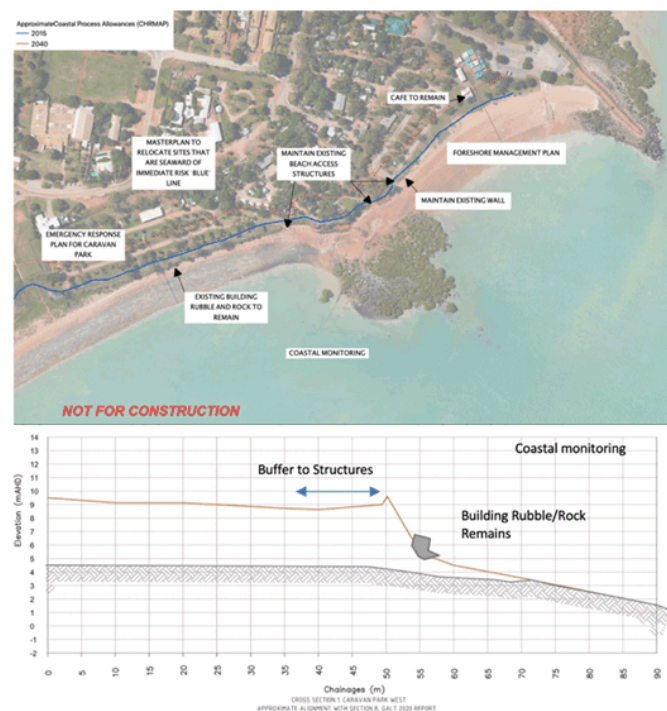 ApproximateCoastal Process Allowances (CHRMAP)
2015
2040
CAFE TO REMAIN
MASTERPLAN TO
RELOCATE SITES THAT
ARE SEAWARD OF
IMMEDIATE RISK 'BLUE'
LINE
MAINTAIN EXISTING
BEACH ACCESS
STRUCTURES
FORESHORE MANAGEMENT PLAN
MAINTAIN EXISTING WALL
EMERGENCY RESPONSE
PLAN FOR CARAVAN
PARK
EXISTING BUILDING
RUBBLE AND ROCK TO
REMAIN
COASTAL MONITORING
NOT FOR CONSTRUCTION
14
13
12
11
10
9
8
7
6
5
4
3
2
1
0
-1
-2
Elevation (mAHD)
Coastal monitoring
Buffer to Structures
Building Rubble/Rock
Remains
0
5
10
15
20
25
30
35
40
45
50
55
60
65
70
75
80
85
90
Chainages (m)
CROSS SECTION 1 CARAVAN PARK WEST
APPROXIMATE ALIGNMENT WITH SECTION B, GALT 2020 REPORT